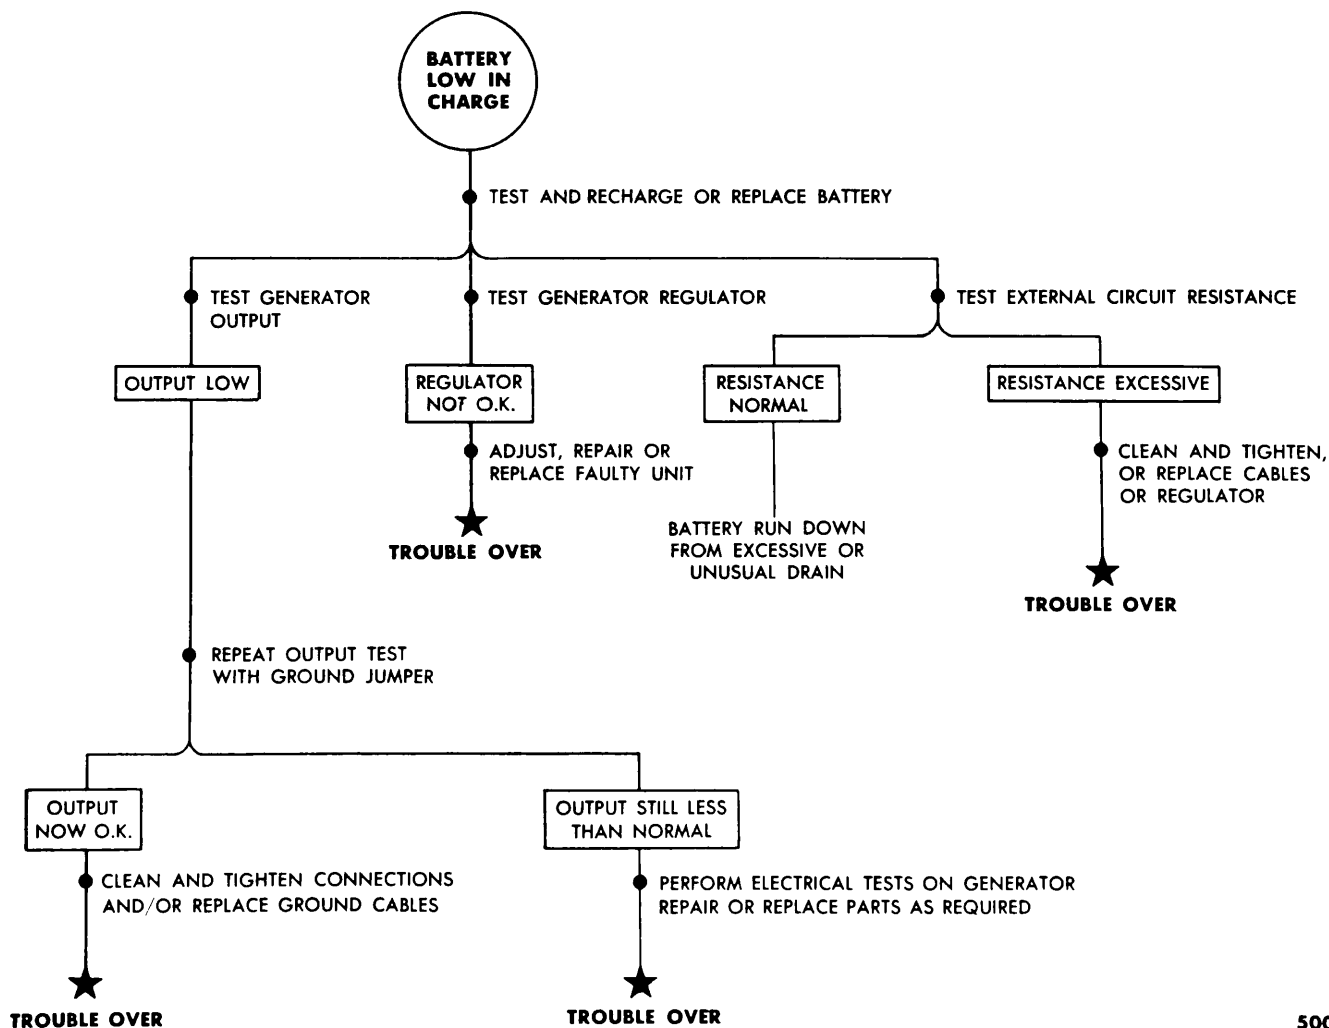 BATTERY
LOW IN
CHARGE
TEST AND RECHARGE OR REPLACE BATTERY
TEST GENERATOR
OUTPUT
TEST GENERATOR REGULATOR
TEST EXTERNAL CIRCUIT RESISTANCE
OUTPUT LOW
REGULATOR
NOT O.K.
RESISTANCE
NORMAL
RESISTANCE EXCESSIVE
ADJUST, REPAIR OR
REPLACE FAULTY UNIT
CLEAN AND TIGHTEN,
OR REPLACE CABLES
OR REGULATOR
TROUBLE OVER
BATTERY RUN DOWN
FROM EXCESSIVE OR
UNUSUAL DRAIN
TROUBLE OVER
REPEAT OUTPUT TEST
WITH GROUND JUMPER
OUTPUT
NOW O.K.
OUTPUT STILL LESS
THAN NORMAL
CLEAN AND TIGHTEN CONNECTIONS
AND/OR REPLACE GROUND CABLES
PERFORM ELECTRICAL TESTS ON GENERATOR
REPAIR OR REPLACE PARTS AS REQUIRED
TROUBLE OVER
TROUBLE OVER
500